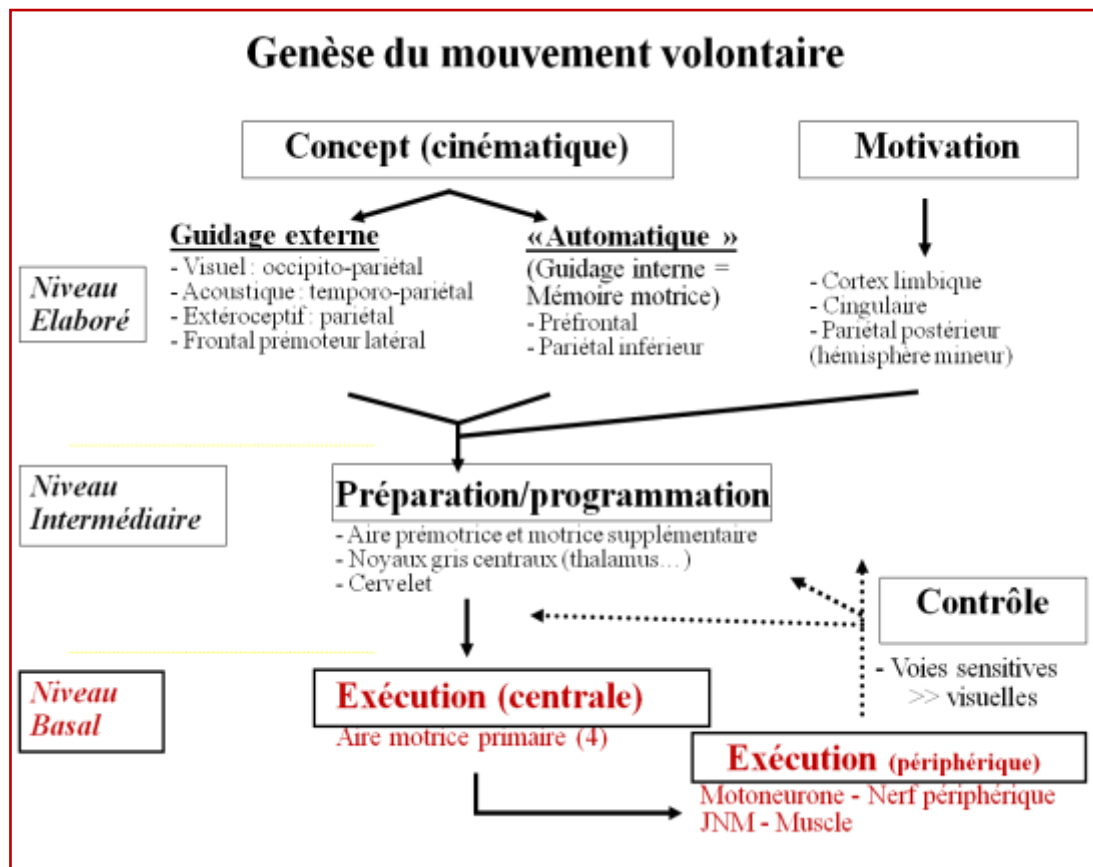 Genèse du mouvement volontaire
Concept (cinématique)
Motivation
Niveau
Elaboré
Guidage externe
- Visuel : occipito-pariétal
- Acoustique : temporo-pariétal
- Extéroceptif : pariétal
- Frontal prémoteur latéral
«Automatique »
(Guidage interne =
Mémoire motrice)
- Préfrontal
- Pariétal inférieur
- Cortex limbique
- Cingulaire
- Pariétal postérieur
(hémisphère mineur)
Niveau
Intermédiaire
Préparation/programmation
- Aire prémotrice et motrice supplémentaire
- Noyaux gris centraux (thalamus…)
- Cervelet
Contrôle
- Voies sensitives
>> visuelles
Niveau
Basal
Exécution (centrale)
Aire motrice primaire (4)
Exécution (périphérique)
Motoneurone - Nerf périphérique
JNM - Muscle